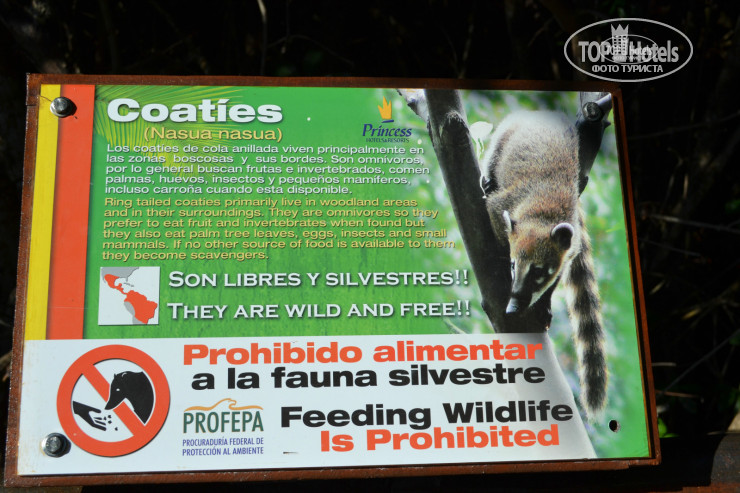 TOP Hotels
ФОТО ТУРИСТА
Coatíes
(Nasua-nasua)
Princess
HOTELS & RESORTS
Los coatíes de cola anillada viven principalmente en
las zonas boscosas y sus bordes. Son omnivoros,
por lo general buscan frutas e invertebrados, comen
palmas, huevos, insectos y pequeños mamiferos,
incluso carroña cuando esta disponible.
Ring tailed coaties primarily live in woodland areas
and in their surroundings. They are omnivores so they
prefer to eat fruit and invertebrates when found but
they also eat palm tree leaves, eggs, insects and small
mammals. If no other source of food is available to them
they become scavengers.
SON LIBRES Y SILVESTRES!!
THEY ARE WILD AND FREE!!
Prohibido alimentar
a la fauna silvestre
PROFEPA
PROCURADURÍA FEDERAL DE
PROTECCIÓN AL AMBIENTE
Feeding Wildlife
Is Prohibited